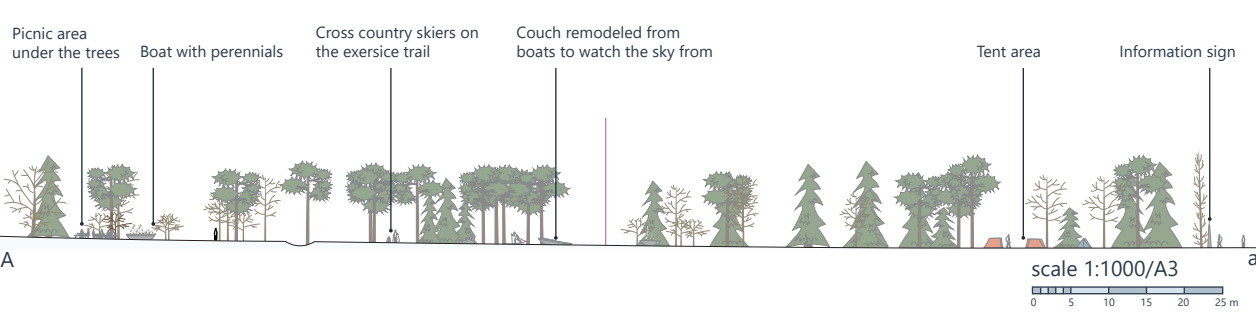 Picnic area
under the trees
Boat with perennials
Cross country skiers on
the exersice trail
Couch remodeled from
boats to watch the sky from
Tent area
Information sign
A
a
scale 1:1000/A3
0 5 10 15 20 25 m